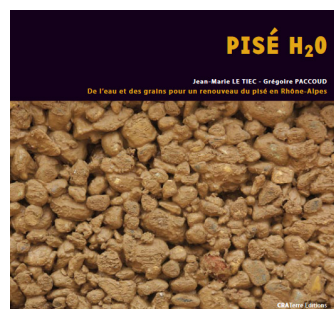 PISÉ H₂O
Jean-Marie LE TIEC - Grégoire PACCOUD
De l'eau et des grains pour un renouveau du pisé en Rhône-Alpes
CRATerre Editions